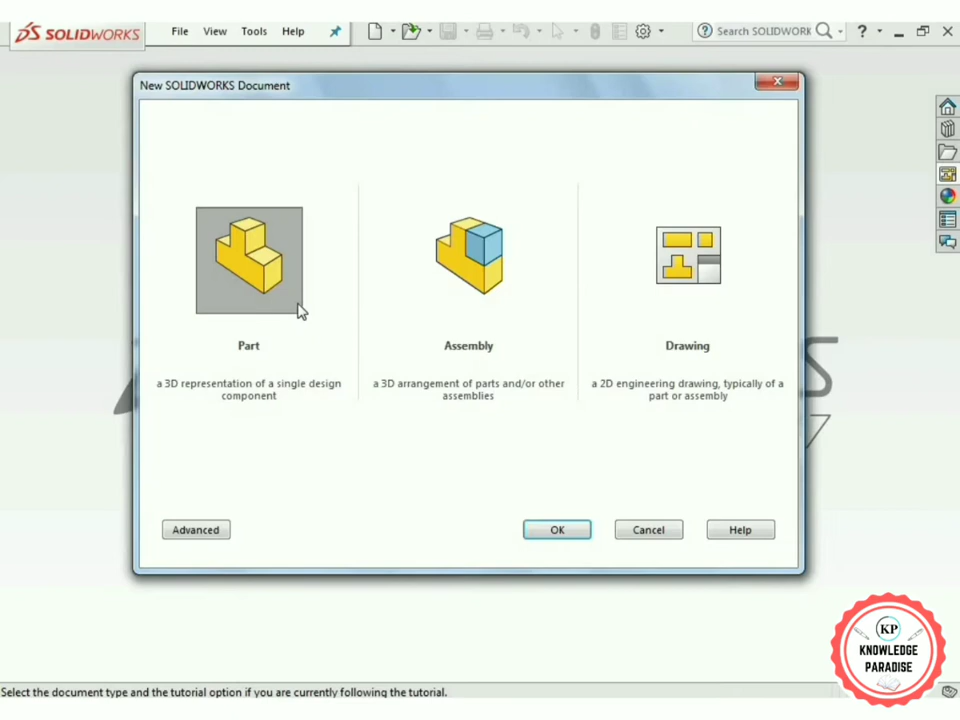 SOLIDWORKS File View Tools Help Search SOLIDWORK ?
New SOLIDWORKS Document
Part
a 3D representation of a single design
component
Assembly
a 3D arrangement of parts and/or other
assemblies
Drawing
a 2D engineering drawing, typically of a
part or assembly
Advanced
OK
Cancel
Help
KP
KNOWLEDGE
PARADISE
Select the document type and the tutorial option if you are currently following the tutorial.